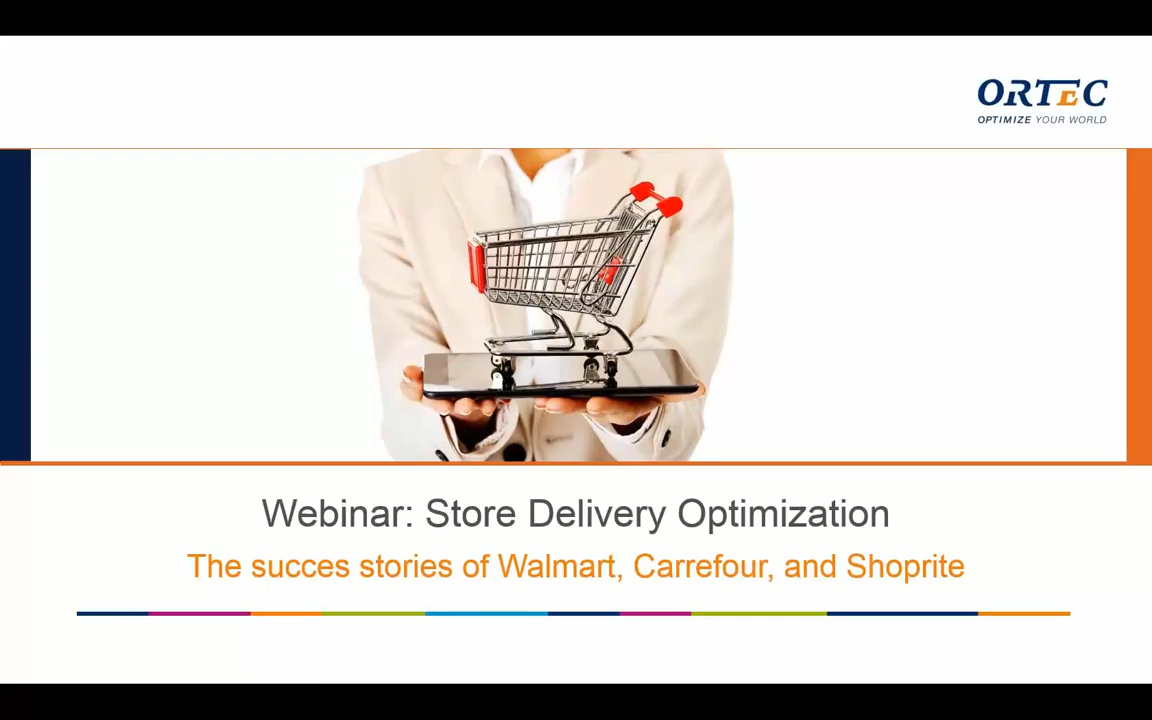 ORTEC
OPTIMIZE YOUR WORLD
Webinar: Store Delivery Optimization
The succes stories of Walmart, Carrefour, and Shoprite